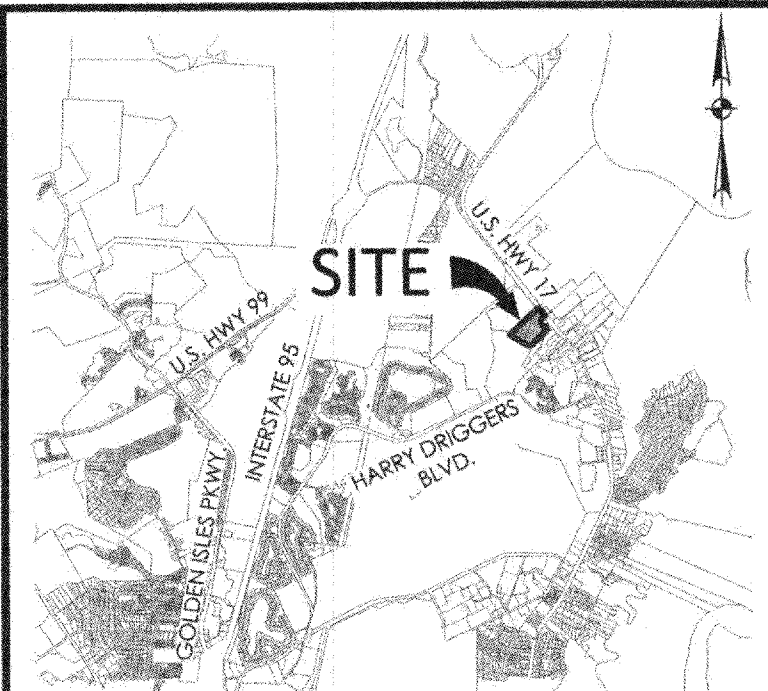 U.S. HWY 17
SITE
U.S. HWY 99
INTERSTATE 95
HARRY DRIGGERS
BLVD.
GOLDEN ISLES PKWY